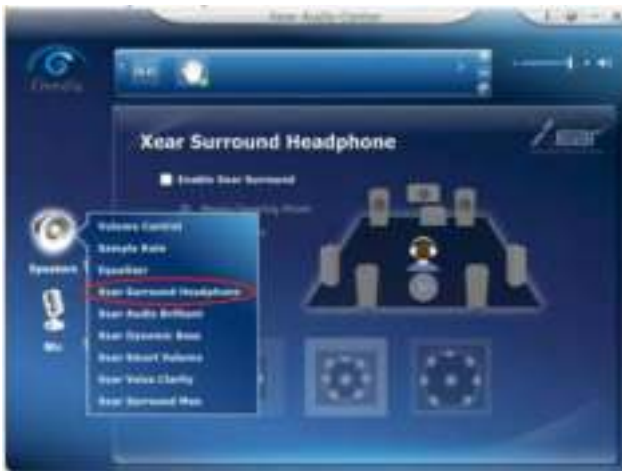 Xear Audio Center
Xear Surround Headphone
Enable Xear Surround
Speakers
Volume Control
Sample Rate
Equalizer
Xear Surround Headphone
Xear Audio Brilliant
Xear Dynamic Bass
Xear Smart Volume
Xear Voice Clarity
Xear Surround Max
Mic